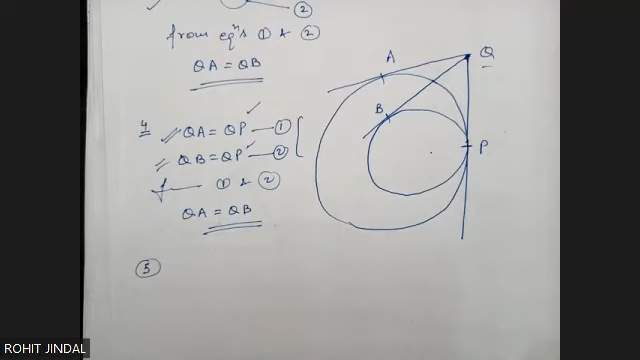 ②
from eqⁿs ① & ②
QA = QB
4 QA = QP — ①
QB = QP — ②
f—— ① & ②
QA = QB
⑤
A
Q
B
P
ROHIT JINDAL